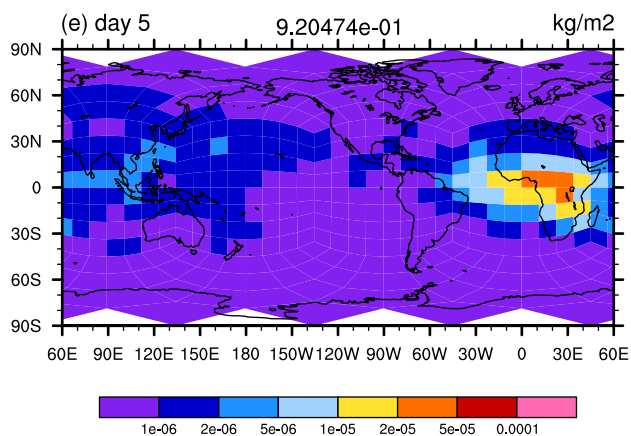 (e) day 5 9.20474e-01 kg/m2
90N
60N
30N
0
30S
60S
90S
60E 90E 120E 150E 180 150W 120W 90W 60W 30W 0 30E 60E
1e-06 2e-06 5e-06 1e-05 2e-05 5e-05 0.0001